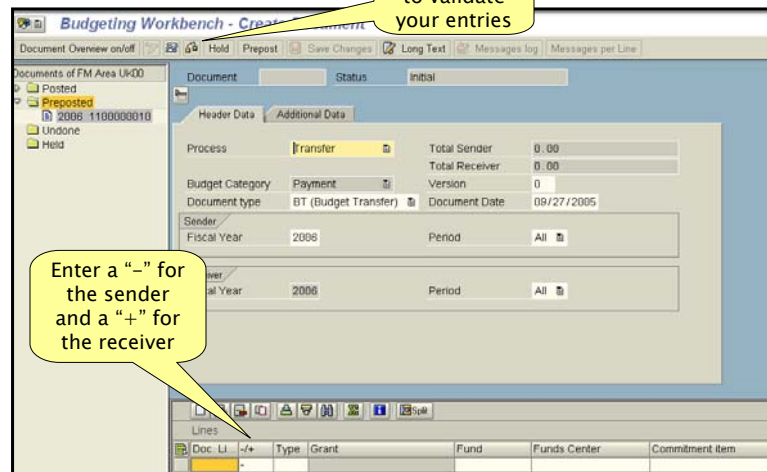 to validate
your entries
Budgeting Workbench - Create Document
Document Overview on/off Hold Prepost Save Changes Long Text Messages log Messages per Line
Documents of FM Area UK00
Posted
Preposted
2006 1100000010
Undone
Held
Document Status Initial
Header Data Additional Data
Process Transfer Total Sender 0.00
Total Receiver 0.00
Budget Category Payment Version 0
Document type BT (Budget Transfer) Document Date 09/27/2005
Sender
Fiscal Year 2006 Period All
Enter a “-” for
the sender
and a “+” for
the receiver
2006 Period All
Split
Lines
Doc. Li... -/+ Type Grant Fund Funds Center Commitment item
-